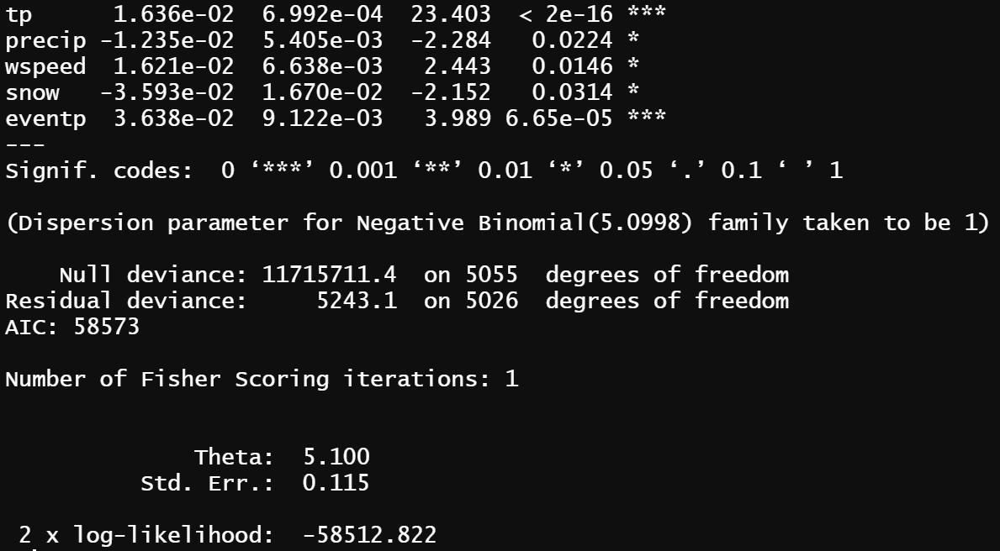 tp       1.636e-02  6.992e-04  23.403  < 2e-16 ***
precip -1.235e-02  5.405e-03  -2.284   0.0224 *
wspeed  1.621e-02  6.638e-03   2.443   0.0146 *
snow   -3.593e-02  1.670e-02  -2.152   0.0314 *
eventp  3.638e-02  9.122e-03   3.989 6.65e-05 ***
---
Signif. codes:  0 ‘***’ 0.001 ‘**’ 0.01 ‘*’ 0.05 ‘.’ 0.1 ‘ ’ 1
(Dispersion parameter for Negative Binomial(5.0998) family taken to be 1)
    Null deviance: 11715711.4  on 5055  degrees of freedom
Residual deviance:     5243.1  on 5026  degrees of freedom
AIC: 58573
Number of Fisher Scoring iterations: 1
              Theta:  5.100
          Std. Err.:  0.115
 2 x log-likelihood:  -58512.822